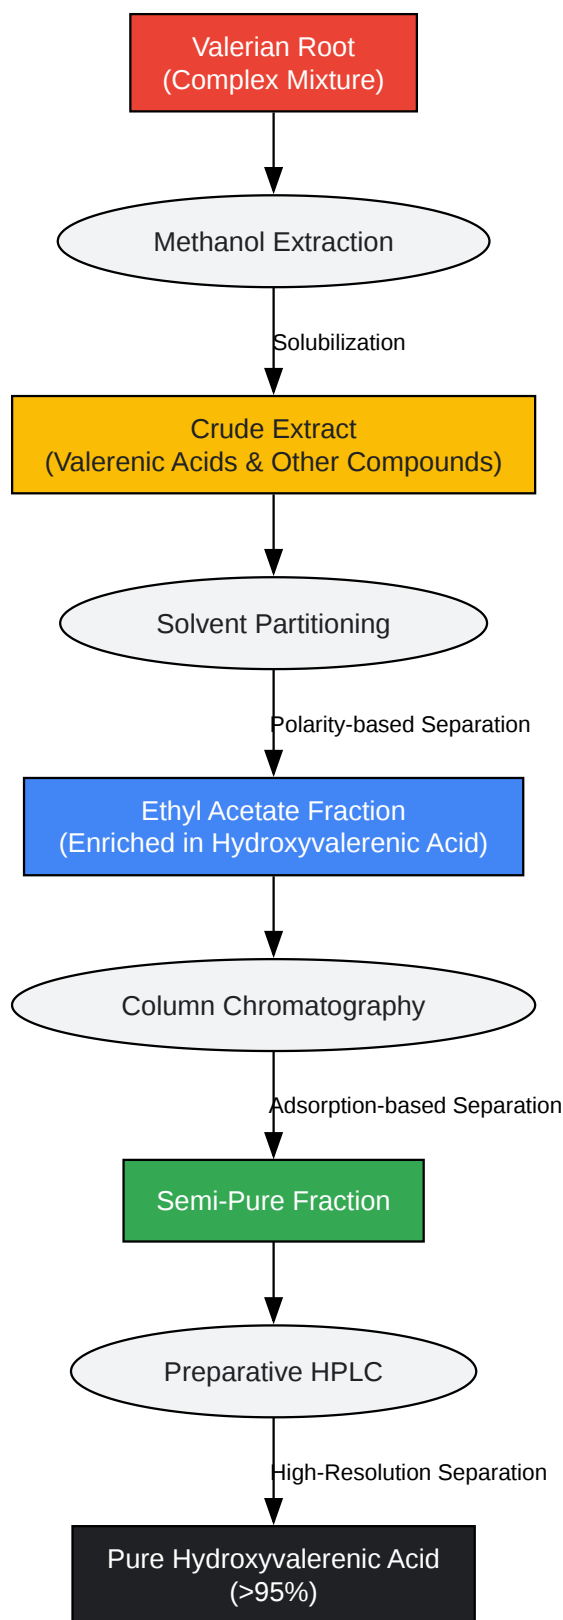 Valerian Root
(Complex Mixture)
Methanol Extraction
Solubilization
Crude Extract
(Valerenic Acids & Other Compounds)
Solvent Partitioning
Polarity-based Separation
Ethyl Acetate Fraction
(Enriched in Hydroxyvalerenic Acid)
Column Chromatography
Adsorption-based Separation
Semi-Pure Fraction
Preparative HPLC
High-Resolution Separation
Pure Hydroxyvalerenic Acid
(>95%)